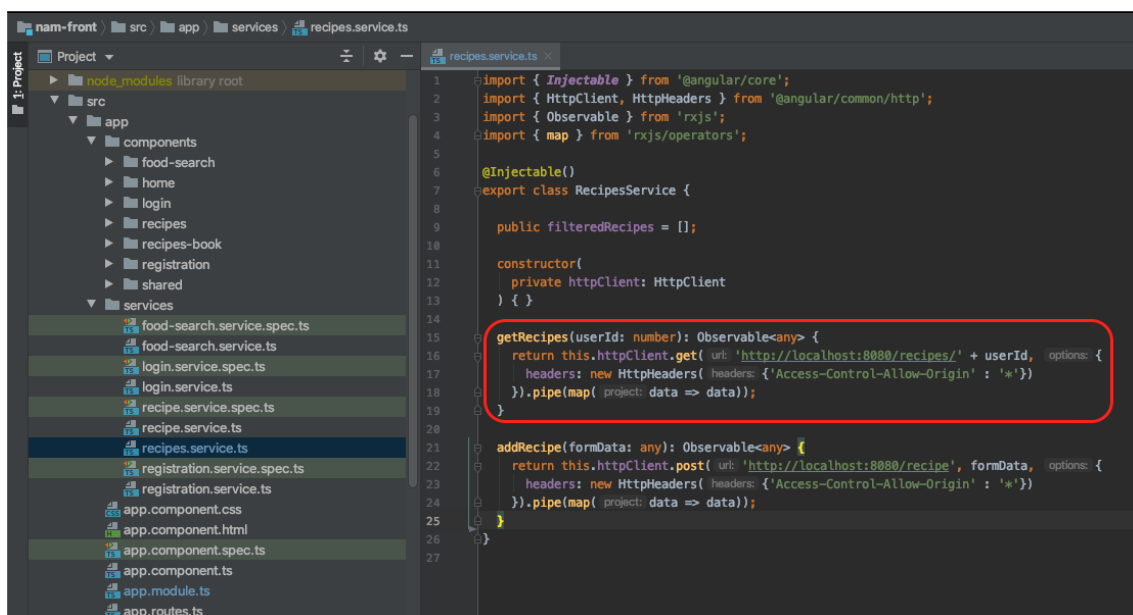 nam-front src app services recipes.service.ts
1: Project
Project
node_modules library root
src
app
components
food-search
home
login
recipes
recipes-book
registration
shared
services
food-search.service.spec.ts
food-search.service.ts
login.service.spec.ts
login.service.ts
recipe.service.spec.ts
recipe.service.ts
recipes.service.ts
registration.service.spec.ts
registration.service.ts
app.component.css
app.component.html
app.component.spec.ts
app.component.ts
app.module.ts
app.routes.ts
recipes.service.ts
1 import { Injectable } from '@angular/core';
2 import { HttpClient, HttpHeaders } from '@angular/common/http';
3 import { Observable } from 'rxjs';
4 import { map } from 'rxjs/operators';
5
6 @Injectable()
7 export class RecipesService {
8
9 public filteredRecipes = [];
10
11 constructor(
12 private httpClient: HttpClient
13 ) { }
14
15 getRecipes(userId: number): Observable<any> {
16 return this.httpClient.get( url: 'http://localhost:8080/recipes/' + userId, options: {
17 headers: new HttpHeaders( headers: {'Access-Control-Allow-Origin' : '*'})
18 }).pipe(map( project: data => data));
19 }
20
21 addRecipe(formData: any): Observable<any> {
22 return this.httpClient.post( url: 'http://localhost:8080/recipe', formData, options: {
23 headers: new HttpHeaders( headers: {'Access-Control-Allow-Origin' : '*'})
24 }).pipe(map( project: data => data));
25 }
26 }
27